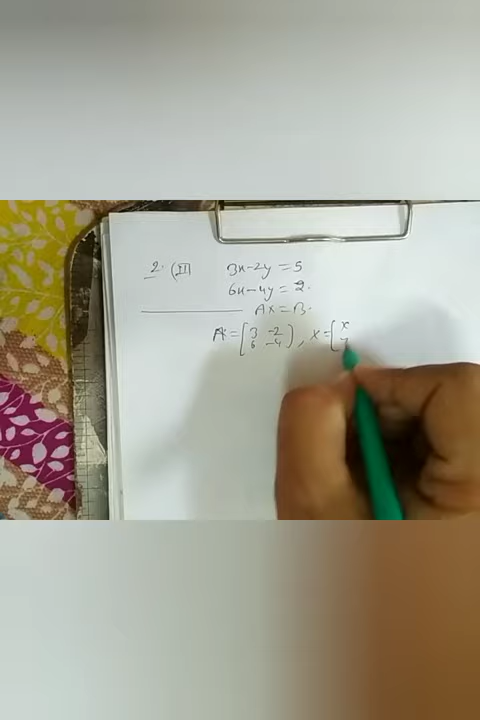 2. (II) 3x-2y = 5
6x-4y = 2.
AX = B.
A = [3 -2], X = [x
6 -4 y